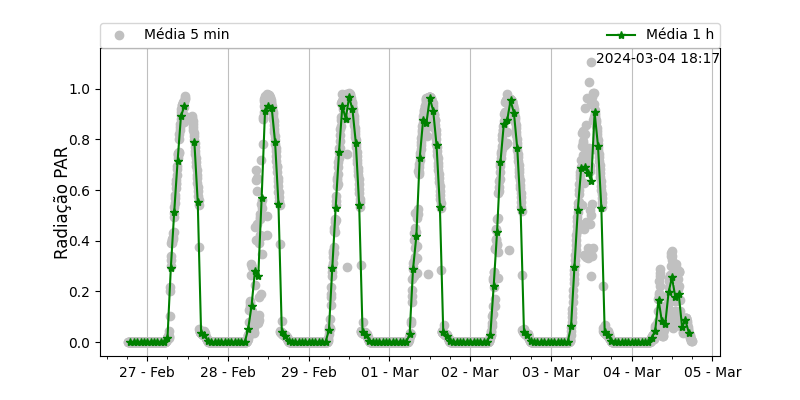 Média 5 min
Média 1 h
2024-03-04 18:17
Radiação PAR
1.0
0.8
0.6
0.4
0.2
0.0
27 - Feb
28 - Feb
29 - Feb
01 - Mar
02 - Mar
03 - Mar
04 - Mar
05 - Mar